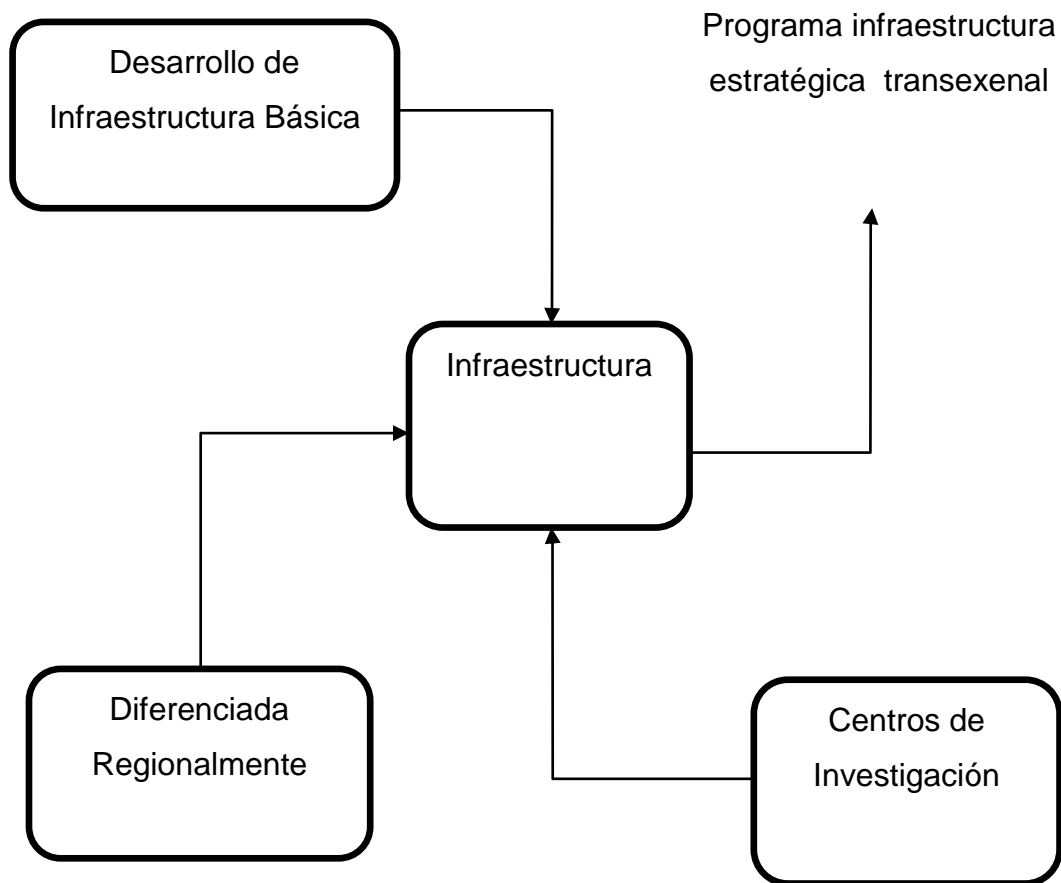 Programa infraestructura
estratégica transexenal
Desarrollo de
Infraestructura Básica
Infraestructura
Diferenciada
Regionalmente
Centros de
Investigación